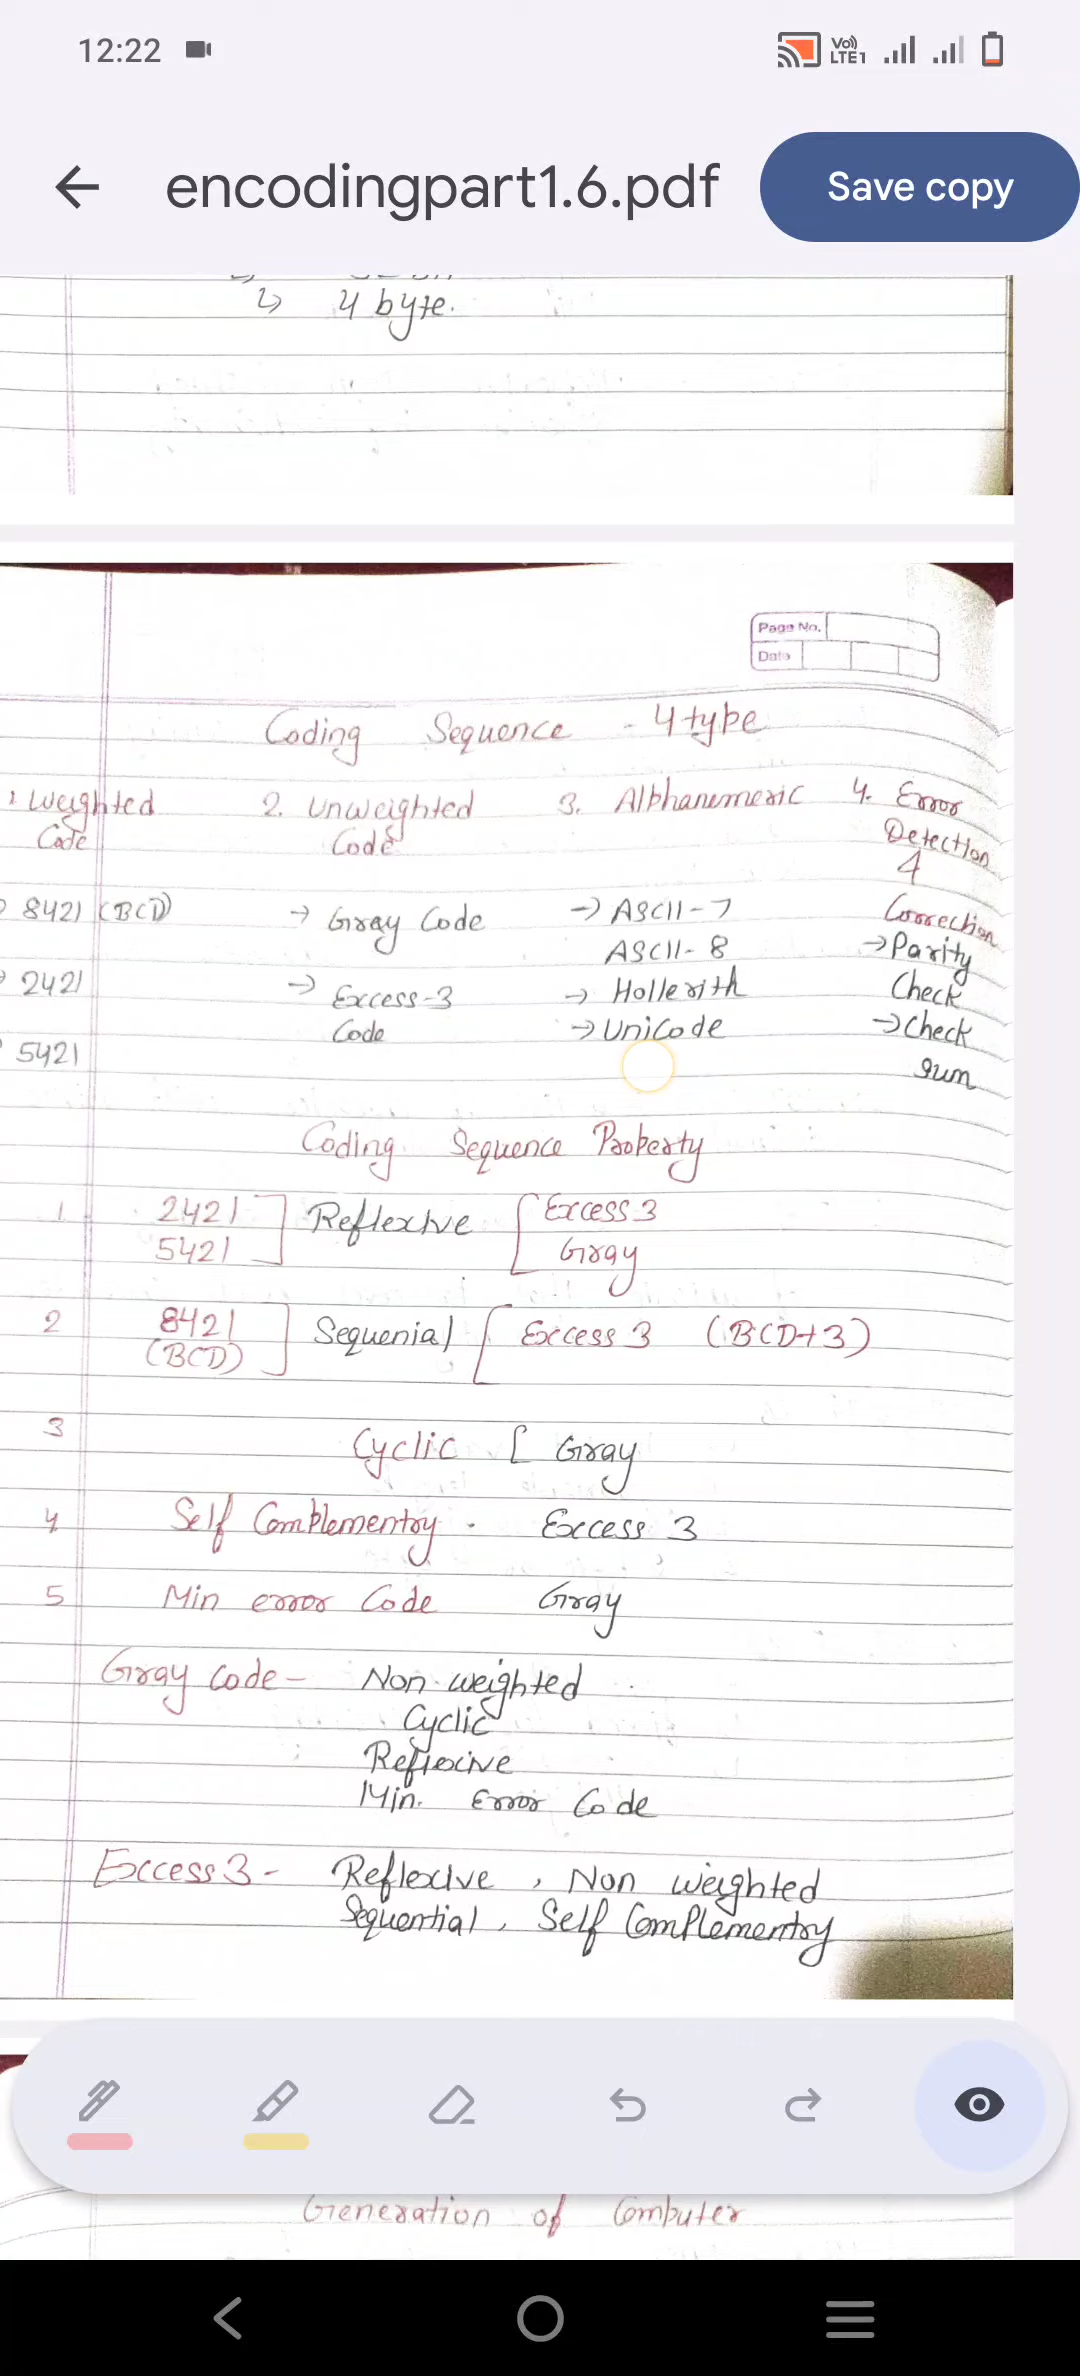 12:22
Vo) LTE1
encodingpart1.6.pdf
Save copy
↳ 4 byte.
Page No.
Date
Coding Sequence - 4 type
1 Weighted Code
2. Unweighted Code
3. Alphanemeric
4. Error Detection & Correction
8421 (BCD)
→ Gray Code
→ ASCII-7
ASCII-8
→ Parity Check
2421
→ Excess-3 Code
→ Hollerith
→ Unicode
→ Check sum
5421
Coding Sequence Property
1 2421 5421 ] Reflexive [ Excess 3 Gray
2 8421 (BCD) ] Sequenial [ Excess 3 (BCD+3)
3 Cyclic [ Gray
4 Self Complementry . Excess 3
5 Min error Code Gray
Gray Code - Non weighted
Cyclic
Reflexive
Min. Error Code
Excess 3 - Reflexive , Non weighted
Sequential , Self Complementry
Generation of Computer